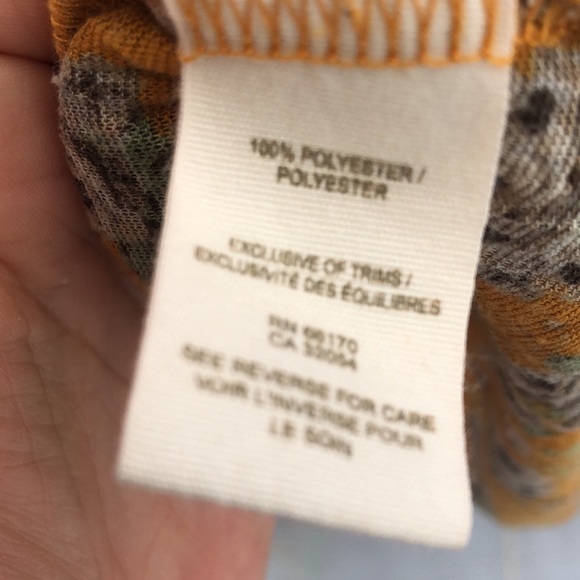 100% POLYESTER /
POLYESTER
EXCLUSIVE OF TRIMS /
EXCLUSIVITÉ DES ÉQUILIBRES
RN 66170
CA 33054
SEE REVERSE FOR CARE
VOIR L'INVERSE POUR
LE SOIN